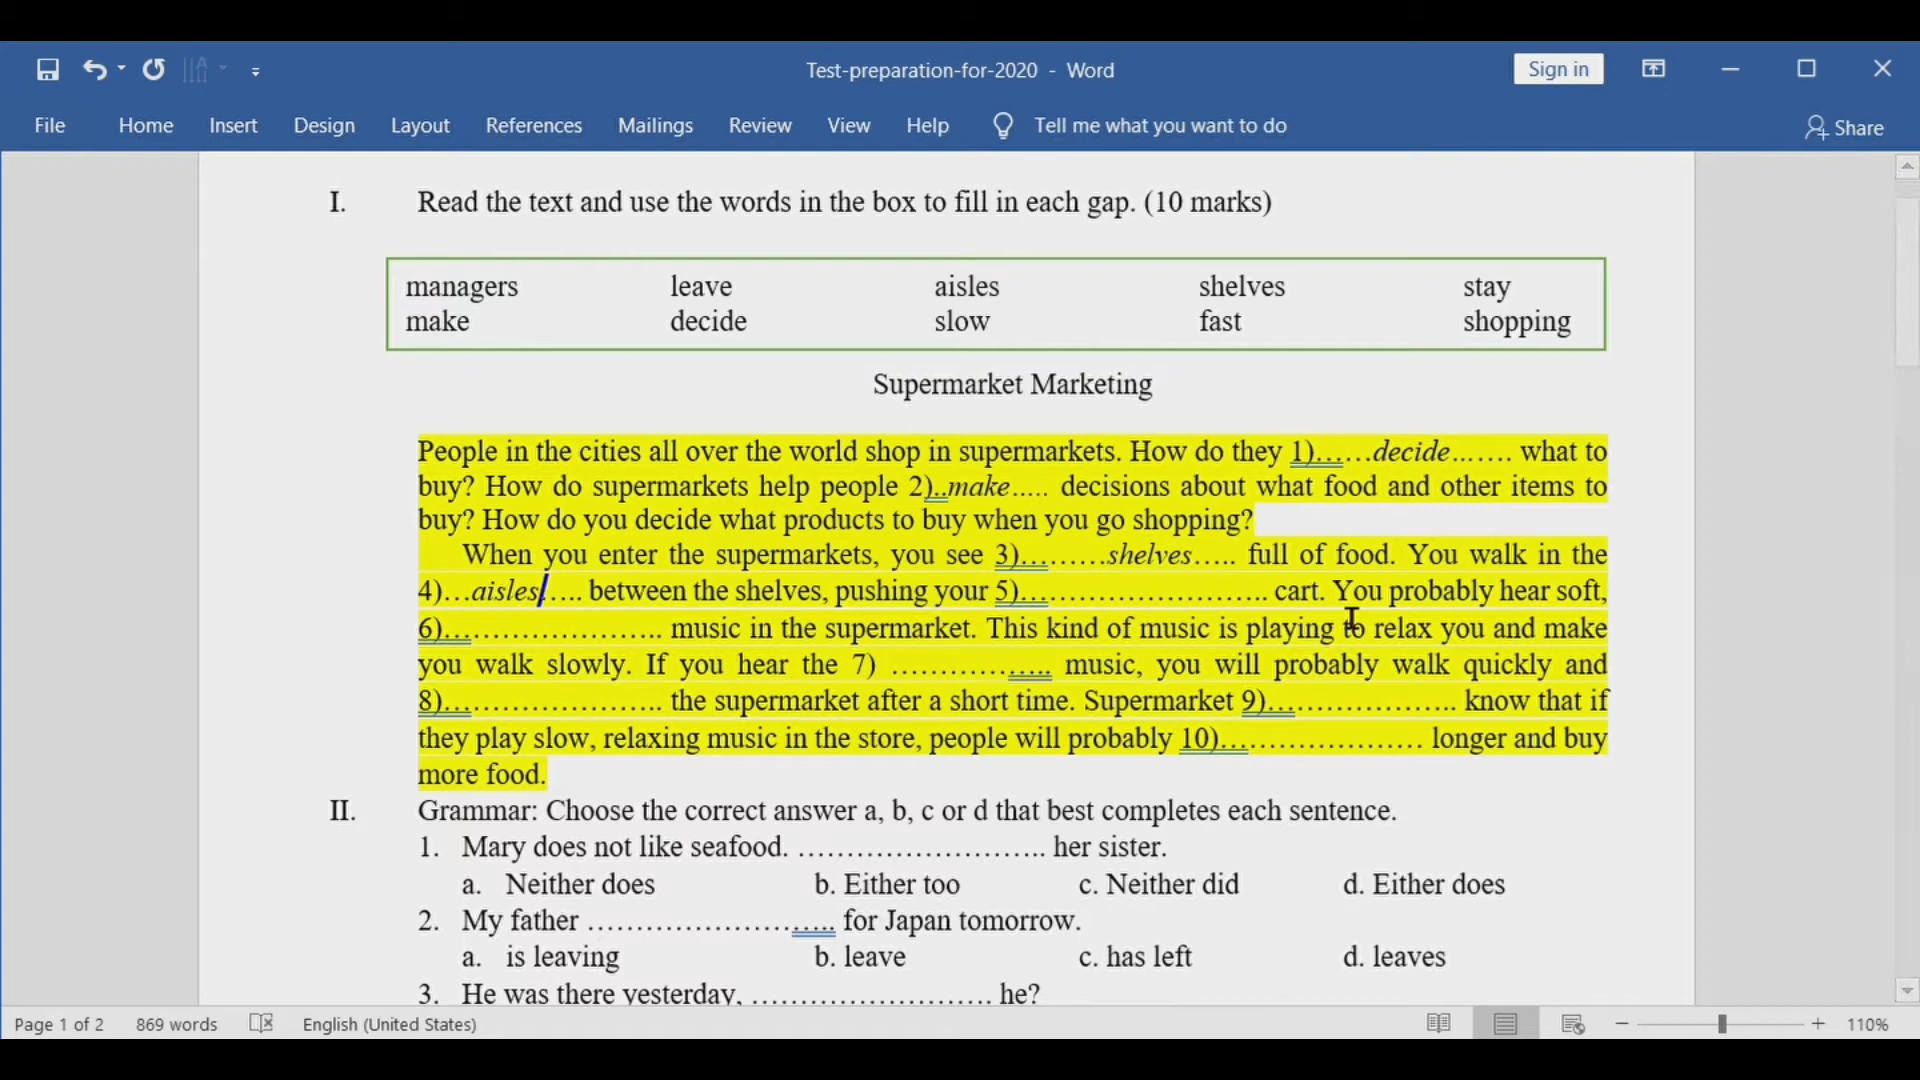 Test-preparation-for-2020 - Word
Sign in
File Home Insert Design Layout References Mailings Review View Help Tell me what you want to do
Share
I. Read the text and use the words in the box to fill in each gap. (10 marks)
managers leave aisles shelves stay
make decide slow fast shopping
Supermarket Marketing
People in the cities all over the world shop in supermarkets. How do they 1)……decide……. what to
buy? How do supermarkets help people 2)..make….. decisions about what food and other items to
buy? How do you decide what products to buy when you go shopping?
When you enter the supermarkets, you see 3)………shelves….. full of food. You walk in the
4)…aisles….. between the shelves, pushing your 5)…………………………. cart. You probably hear soft,
6)…………………….. music in the supermarket. This kind of music is playing to relax you and make
you walk slowly. If you hear the 7) ……………….. music, you will probably walk quickly and
8)…………………….. the supermarket after a short time. Supermarket 9)…………………….. know that if
they play slow, relaxing music in the store, people will probably 10)……………………. longer and buy
more food.
II. Grammar: Choose the correct answer a, b, c or d that best completes each sentence.
1. Mary does not like seafood. …………………….. her sister.
a. Neither does b. Either too c. Neither did d. Either does
2. My father …………………….. for Japan tomorrow.
a. is leaving b. leave c. has left d. leaves
3. He was there yesterday, …………………… he?
Page 1 of 2 869 words English (United States) 110%